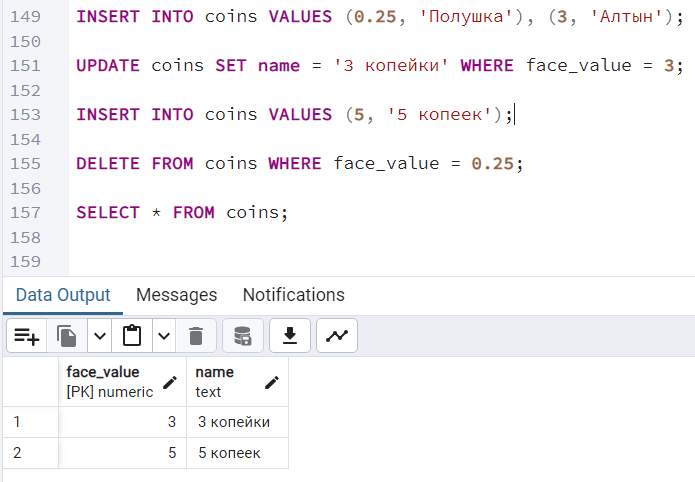 149 INSERT INTO coins VALUES (0.25, 'Полушка'), (3, 'Алтын');
150
151 UPDATE coins SET name = '3 копейки' WHERE face_value = 3;
152
153 INSERT INTO coins VALUES (5, '5 копеек');
154
155 DELETE FROM coins WHERE face_value = 0.25;
156
157 SELECT * FROM coins;
158
159
Data Output Messages Notifications
face_value name
[PK] numeric text
1 3 3 копейки
2 5 5 копеек